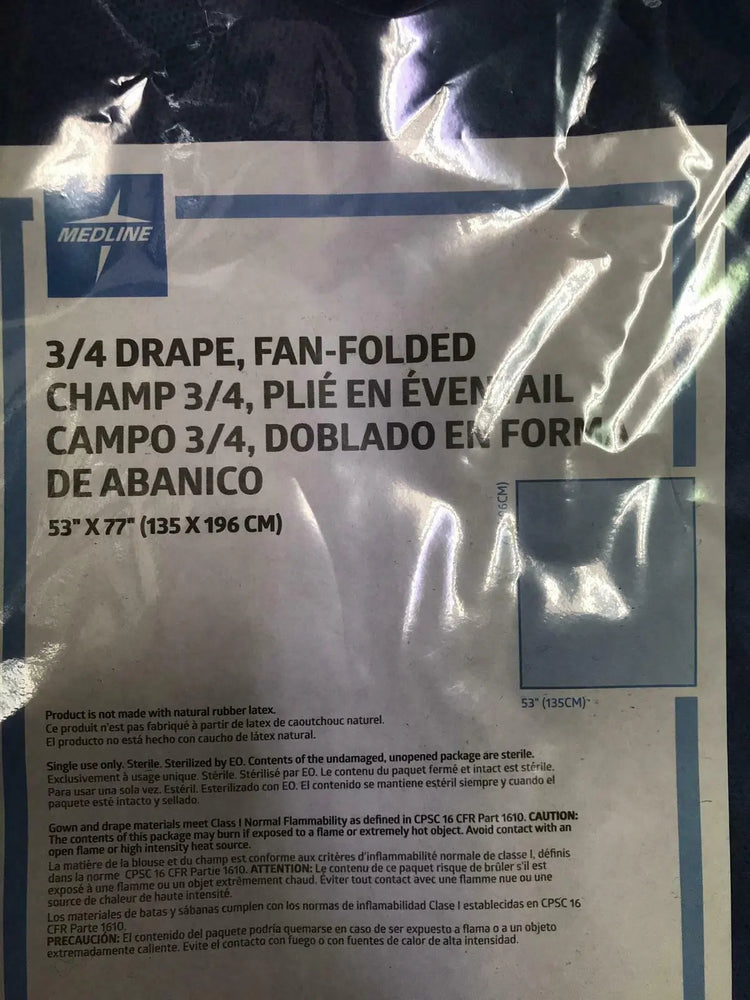 MEDLINE
3/4 DRAPE, FAN-FOLDED
CHAMP 3/4, PLIÉ EN ÉVENTAIL
CAMPO 3/4, DOBLADO EN FORMA
DE ABANICO
53" X 77" (135 X 196 CM)
53" (135CM)
Product is not made with natural rubber latex.
Ce produit n'est pas fabriqué à partir de latex de caoutchouc naturel.
El producto no está hecho con caucho de látex natural.
Single use only. Sterile. Sterilized by EO. Contents of the undamaged, unopened package are sterile.
Exclusivement à usage unique. Stérile. Stérilisé par EO. Le contenu du paquet fermé et intact est stérile.
Para usar una sola vez. Estéril. Esterilizado con EO. El contenido se mantiene estéril siempre y cuando el
paquete esté intacto y sellado.
Gown and drape materials meet Class I Normal Flammability as defined in CPSC 16 CFR Part 1610. CAUTION:
The contents of this package may burn if exposed to a flame or extremely hot object. Avoid contact with an
open flame or high intensity heat source.
La matière de la blouse et du champ est conforme aux critères d'inflammabilité normale de classe I, définis
dans la norme CPSC 16 CFR Partie 1610. ATTENTION: Le contenu de ce paquet risque de brûler s'il est
exposé à une flamme ou un objet extrêmement chaud. Éviter tout contact avec une flamme nue ou une
source de chaleur de haute intensité.
Los materiales de batas y sábanas cumplen con los normas de inflamabilidad Clase I establecidas en CPSC 16
CFR Parte 1610.
PRECAUCIÓN: El contenido del paquete podría quemarse en caso de ser expuesto a flama o a un objeto
extremadamente caliente. Evite el contacto con fuego o con fuentes de calor de alta intensidad.